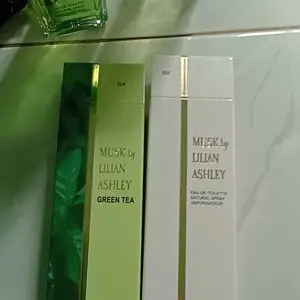 MUSK by
LILIAN
ASHLEY
GREEN TEA
MUSK by
LILIAN
ASHLEY
EAU DE TOILETTE
NATURAL SPRAY
VAPORISATEUR